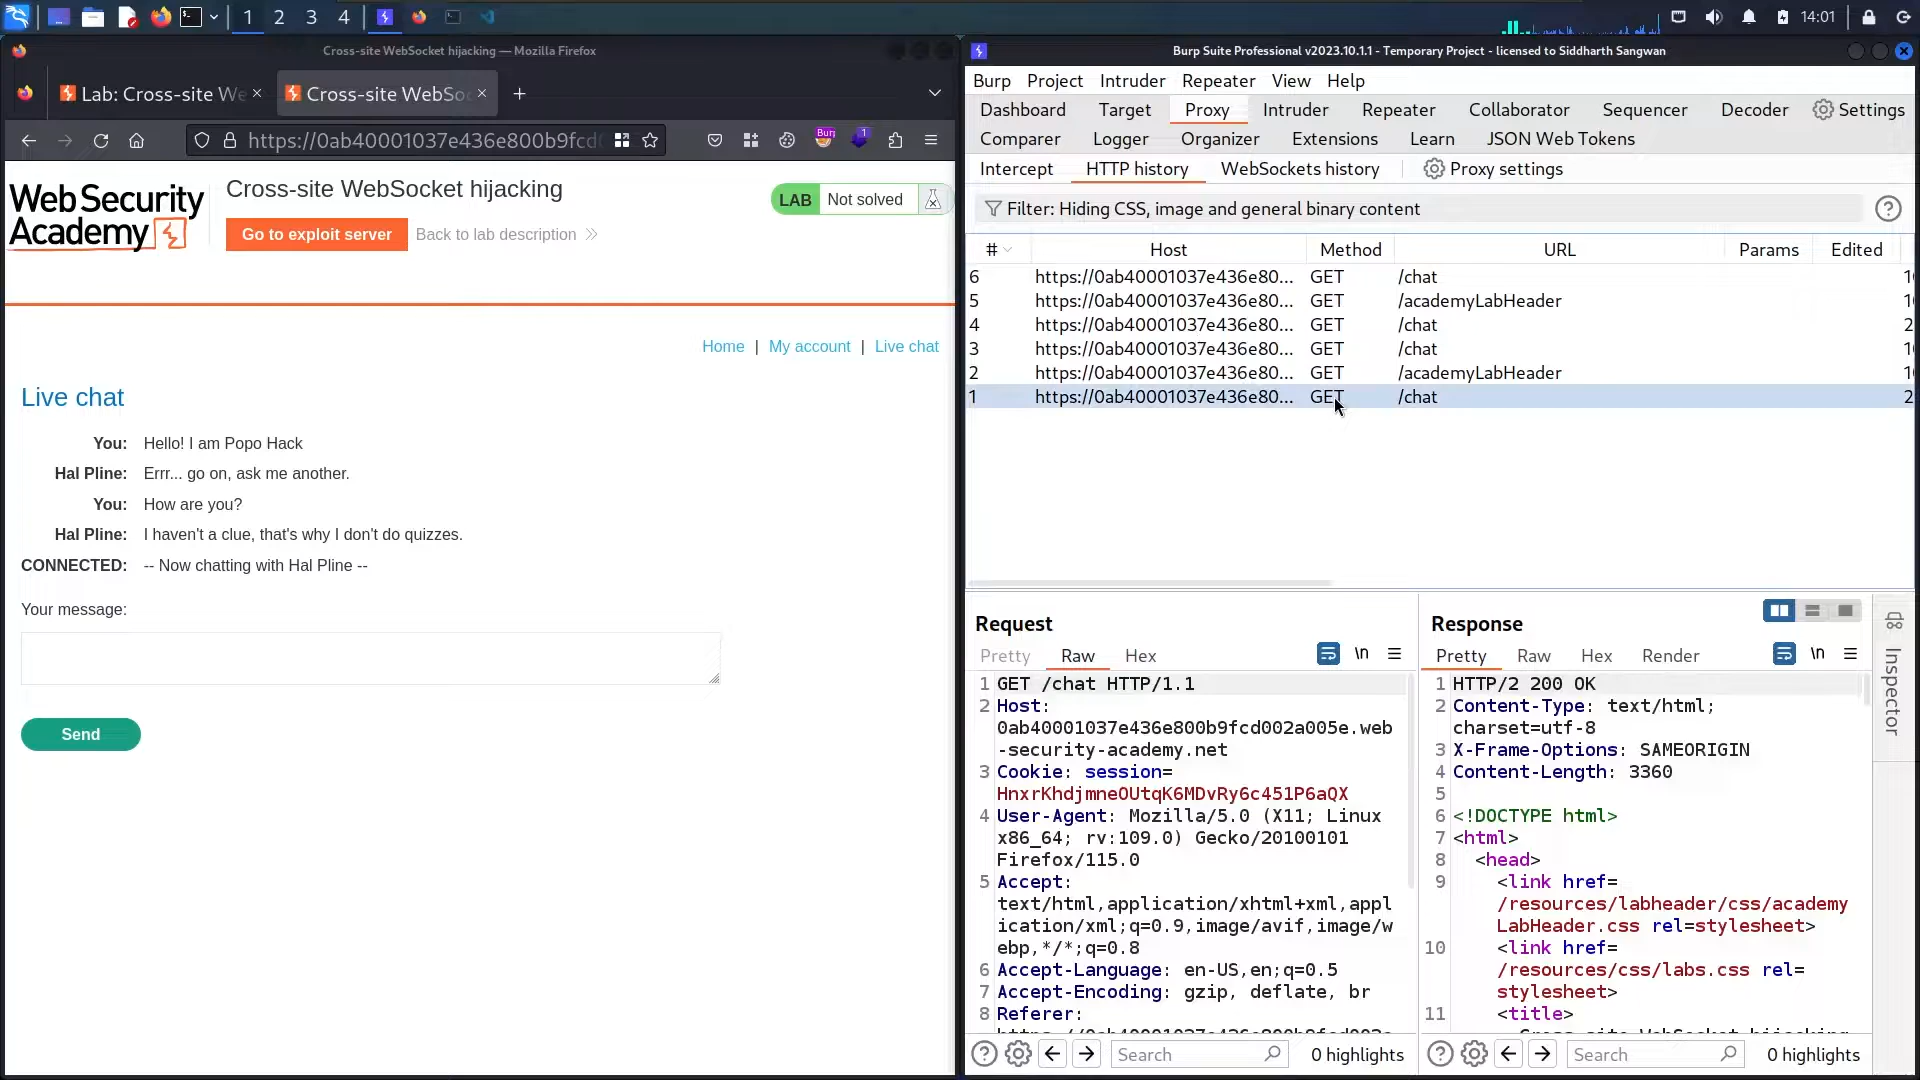 1 2 3 4
14:01
Cross-site WebSocket hijacking — Mozilla Firefox
Lab: Cross-site We
Cross-site WebSo
https://0ab40001037e436e800b9fcd
Web Security
Academy
Cross-site WebSocket hijacking
Go to exploit server
Back to lab description
LAB Not solved
Home | My account | Live chat
Live chat
You: Hello! I am Popo Hack
Hal Pline: Errr... go on, ask me another.
You: How are you?
Hal Pline: I haven't a clue, that's why I don't do quizzes.
CONNECTED: -- Now chatting with Hal Pline --
Your message:
Send
Burp Suite Professional v2023.10.1.1 - Temporary Project - licensed to Siddharth Sangwan
Burp Project Intruder Repeater View Help
Dashboard Target Proxy Intruder Repeater Collaborator Sequencer Decoder Settings
Comparer Logger Organizer Extensions Learn JSON Web Tokens
Intercept HTTP history WebSockets history Proxy settings
Filter: Hiding CSS, image and general binary content
# Host Method URL Params Edited
6 https://0ab40001037e436e80... GET /chat
5 https://0ab40001037e436e80... GET /academyLabHeader
4 https://0ab40001037e436e80... GET /chat
3 https://0ab40001037e436e80... GET /chat
2 https://0ab40001037e436e80... GET /academyLabHeader
1 https://0ab40001037e436e80... GET /chat
Request
Pretty Raw Hex
\n
1 GET /chat HTTP/1.1
2 Host:
0ab40001037e436e800b9fcd002a005e.web
-security-academy.net
3 Cookie: session=
HnxrKhdjmneOUtqK6MDvRy6c451P6aQX
4 User-Agent: Mozilla/5.0 (X11; Linux
x86_64; rv:109.0) Gecko/20100101
Firefox/115.0
5 Accept:
text/html,application/xhtml+xml,appl
ication/xml;q=0.9,image/avif,image/w
ebp,*/*;q=0.8
6 Accept-Language: en-US,en;q=0.5
7 Accept-Encoding: gzip, deflate, br
8 Referer:
Search
0 highlights
Response
Pretty Raw Hex Render
\n
1 HTTP/2 200 OK
2 Content-Type: text/html;
charset=utf-8
3 X-Frame-Options: SAMEORIGIN
4 Content-Length: 3360
5
6 <!DOCTYPE html>
7 <html>
8 <head>
9 <link href=
/resources/labheader/css/academy
LabHeader.css rel=stylesheet>
10 <link href=
/resources/css/labs.css rel=
stylesheet>
11 <title>
Cross-site WebSocket hijacking
Search
0 highlights
Inspector